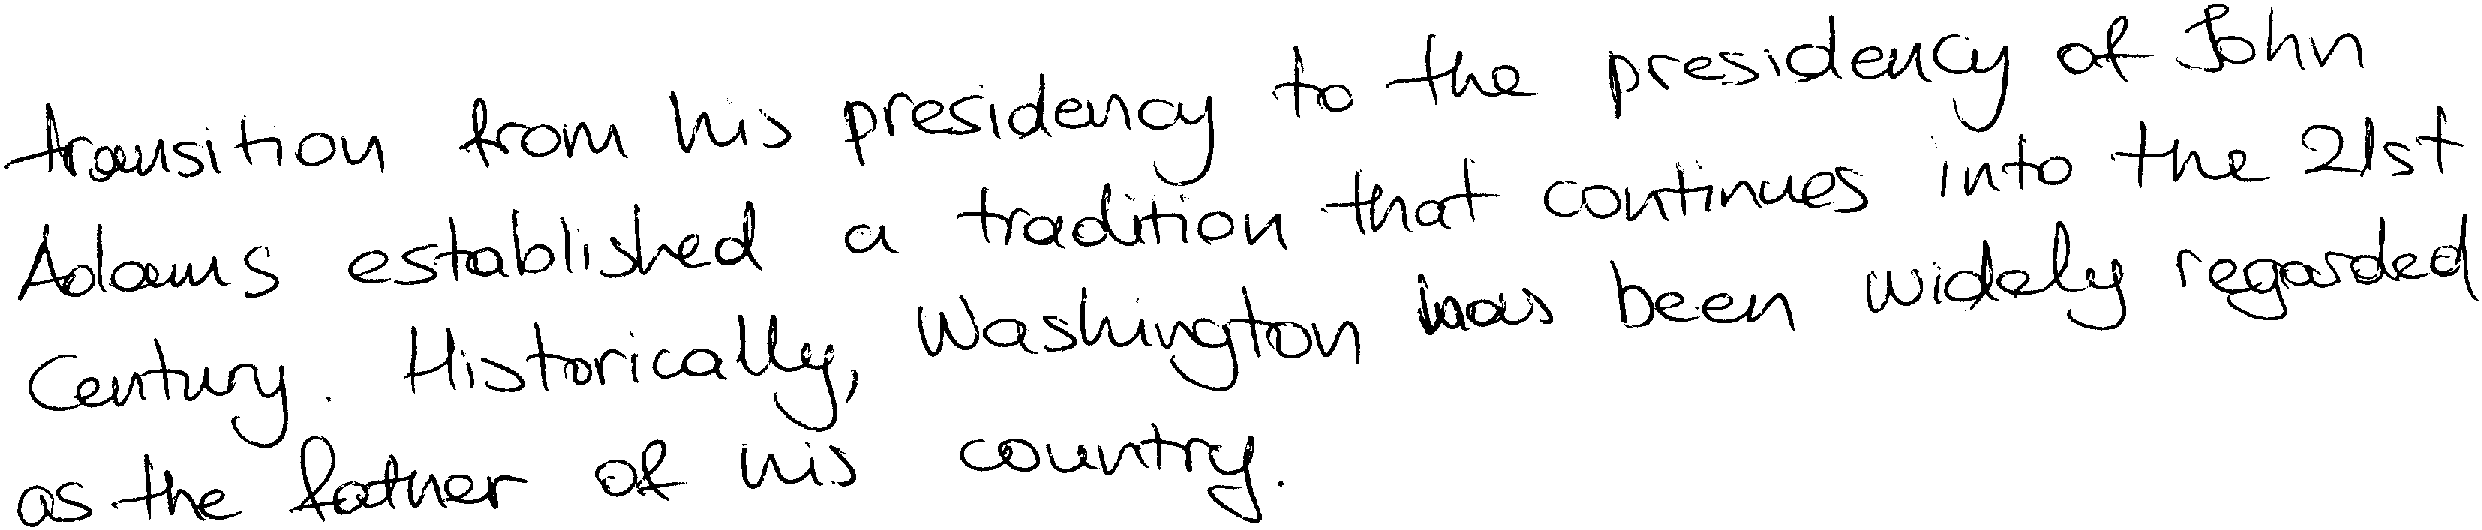 transition from his presidency to the presidency of John
Adams established a tradition that continues into the 21st
Century. Historically, Washington has been widely regarded
as the father of his country.